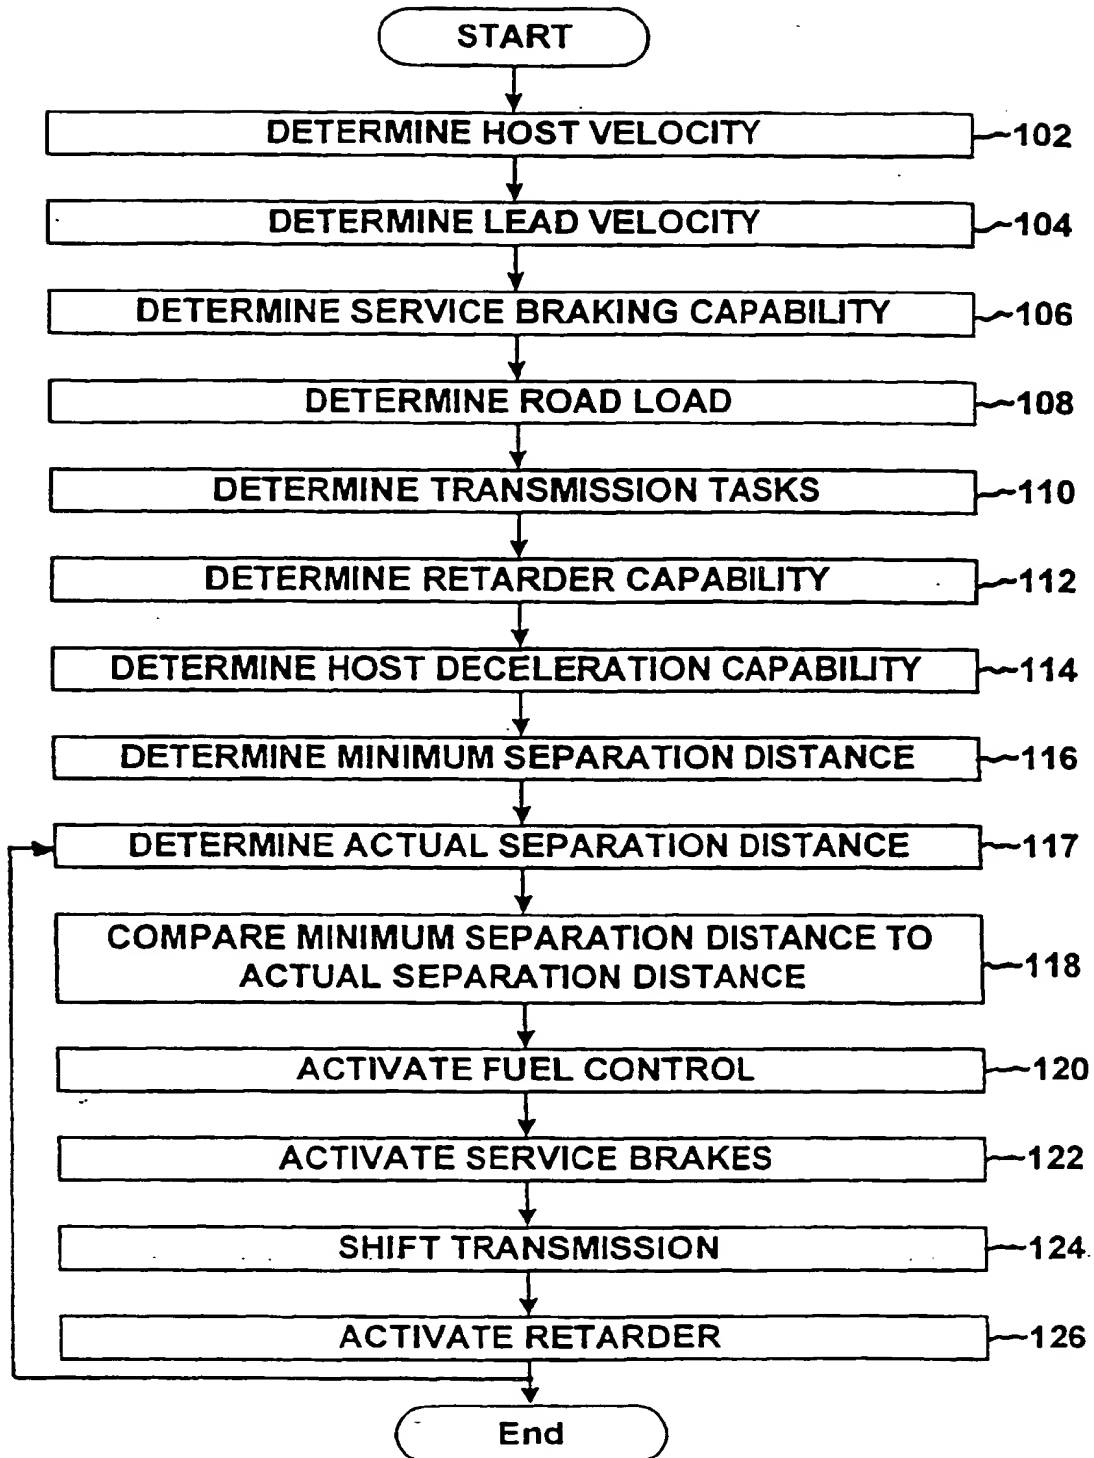 START
DETERMINE HOST VELOCITY 102
DETERMINE LEAD VELOCITY 104
DETERMINE SERVICE BRAKING CAPABILITY 106
DETERMINE ROAD LOAD 108
DETERMINE TRANSMISSION TASKS 110
DETERMINE RETARDER CAPABILITY 112
DETERMINE HOST DECELERATION CAPABILITY 114
DETERMINE MINIMUM SEPARATION DISTANCE 116
DETERMINE ACTUAL SEPARATION DISTANCE 117
COMPARE MINIMUM SEPARATION DISTANCE TO
ACTUAL SEPARATION DISTANCE 118
ACTIVATE FUEL CONTROL 120
ACTIVATE SERVICE BRAKES 122
SHIFT TRANSMISSION 124
ACTIVATE RETARDER 126
End